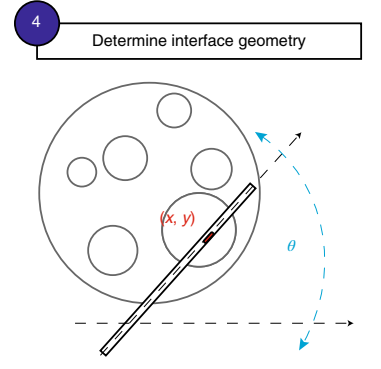 4
Determine interface geometry
(x, y)
θ